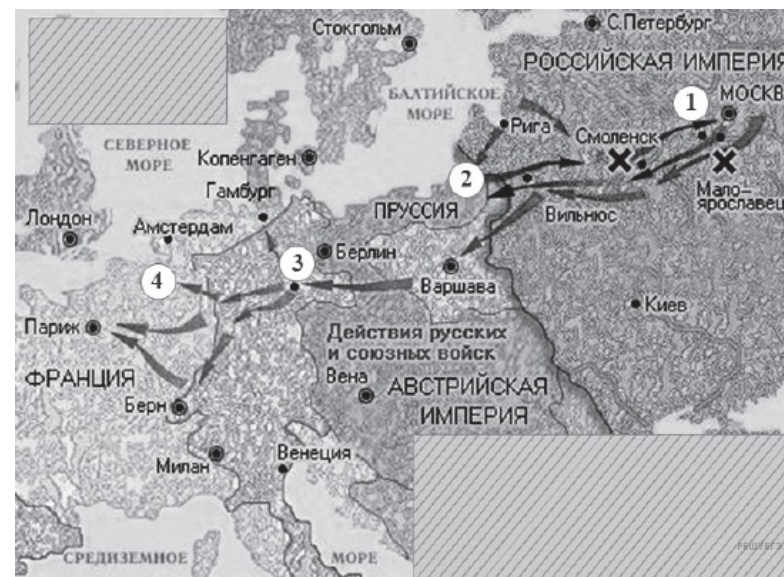 Стокгольм
С.Петербург
РОССИЙСКАЯ ИМПЕРИЯ
БАЛТИЙСКОЕ
МОРЕ
1
МОСКВ
СЕВЕРНОЕ
МОРЕ
Рига
Смоленск
Копенгаген
2
Гамбург
Мало-
ярославец
Лондон
Амстердам
ПРУССИЯ
Вильнюс
Берлин
4
3
Варшава
Киев
Париж
Действия русских
и союзных войск
ФРАНЦИЯ
Вена
АВСТРИЙСКАЯ
ИМПЕРИЯ
Берн
Милан
Венеция
СРЕДИЗЕМНОЕ
МОРЕ
РЕШУЕГЭ